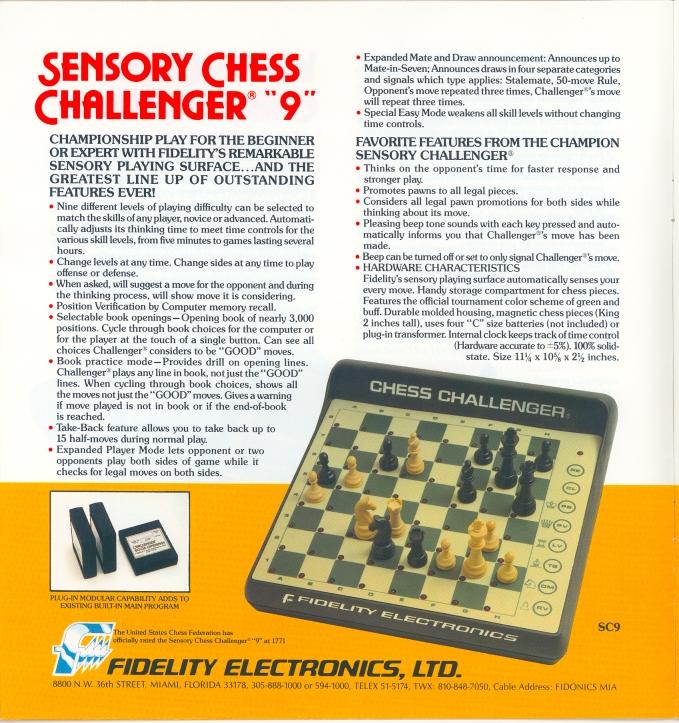 SENSORY CHESS
CHALLENGER® "9"
CHAMPIONSHIP PLAY FOR THE BEGINNER
OR EXPERT WITH FIDELITY'S REMARKABLE
SENSORY PLAYING SURFACE...AND THE
GREATEST LINE UP OF OUTSTANDING
FEATURES EVER!
• Nine different levels of playing difficulty can be selected to
match the skills of any player, novice or advanced. Automati-
cally adjusts its thinking time to meet time controls for the
various skill levels, from five minutes to games lasting several
hours.
• Change levels at any time. Change sides at any time to play
offense or defense.
• When asked, will suggest a move for the opponent and during
the thinking process, will show move it is considering.
• Position Verification by Computer memory recall.
• Selectable book openings—Opening book of nearly 3,000
positions. Cycle through book choices for the computer or
for the player at the touch of a single button. Can see all
choices Challenger® considers to be "GOOD" moves.
• Book practice mode—Provides drill on opening lines.
Challenger® plays any line in book, not just the "GOOD"
lines. When cycling through book choices, shows all
the moves not just the "GOOD" moves. Gives a warning
if move played is not in book or if the end-of-book
is reached.
• Take-Back feature allows you to take back up to
15 half-moves during normal play.
• Expanded Player Mode lets opponent or two
opponents play both sides of game while it
checks for legal moves on both sides.
• Expanded Mate and Draw announcement: Announces up to
Mate-in-Seven; Announces draws in four separate categories
and signals which type applies: Stalemate, 50-move Rule,
Opponent's move repeated three times, Challenger®'s move
will repeat three times.
• Special Easy Mode weakens all skill levels without changing
time controls.
FAVORITE FEATURES FROM THE CHAMPION
SENSORY CHALLENGER®
• Thinks on the opponent's time for faster response and
stronger play.
• Promotes pawns to all legal pieces.
• Considers all legal pawn promotions for both sides while
thinking about its move.
• Pleasing beep tone sounds with each key pressed and auto-
matically informs you that Challenger®'s move has been
made.
• Beep can be turned off or set to only signal Challenger®'s move.
• HARDWARE CHARACTERISTICS
Fidelity's sensory playing surface automatically senses your
every move. Handy storage compartment for chess pieces.
Features the official tournament color scheme of green and
buff. Durable molded housing, magnetic chess pieces (King
2 inches tall), uses four "C" size batteries (not included) or
plug-in transformer. Internal clock keeps track of time control
(Hardware accurate to ±5%). 100% solid-
state. Size 11¼ x 10⅝ x 2½ inches.
CHESS CHALLENGER
RE
CL
PB
PV
LV
TB
DM
RV
FIDELITY ELECTRONICS
PLUG-IN MODULAR CAPABILITY ADDS TO
EXISTING BUILT-IN MAIN PROGRAM
SC9
The United States Chess Federation has
officially rated the Sensory Chess Challenger® "9" at 1771
FIDELITY ELECTRONICS, LTD.
8800 N.W. 36th STREET, MIAMI, FLORIDA 33178, 305-888-1000 or 594-1000, TELEX 51-5174, TWX: 810-848-7050, Cable Address: FIDONICS MIA